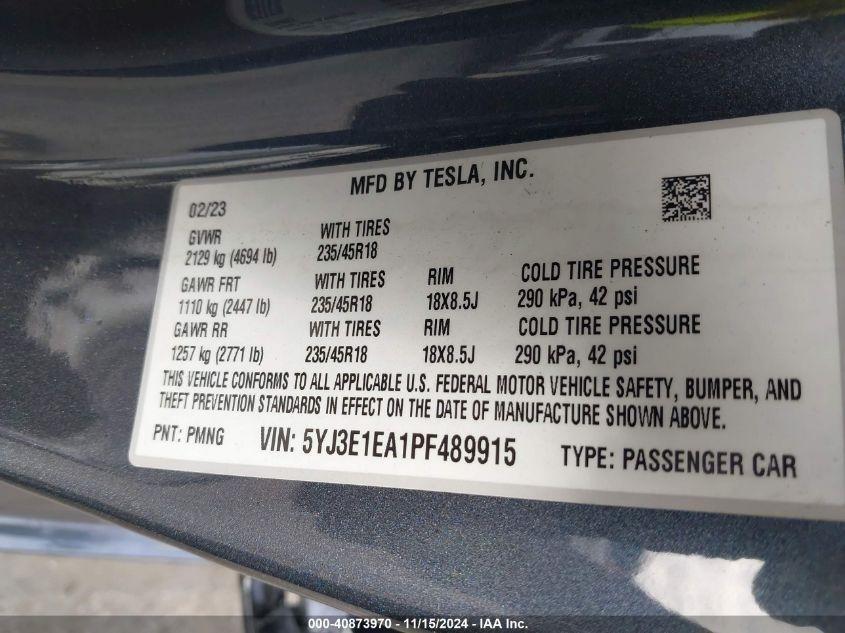 MFD BY TESLA, INC.
02/23
GVWR WITH TIRES
2129 kg (4694 lb) 235/45R18
GAWR FRT WITH TIRES RIM COLD TIRE PRESSURE
1110 kg (2447 lb) 235/45R18 18X8.5J 290 kPa, 42 psi
GAWR RR WITH TIRES RIM COLD TIRE PRESSURE
1257 kg (2771 lb) 235/45R18 18X8.5J 290 kPa, 42 psi
THIS VEHICLE CONFORMS TO ALL APPLICABLE U.S. FEDERAL MOTOR VEHICLE SAFETY, BUMPER, AND
THEFT PREVENTION STANDARDS IN EFFECT ON THE DATE OF MANUFACTURE SHOWN ABOVE.
PNT: PMNG VIN: 5YJ3E1EA1PF489915 TYPE: PASSENGER CAR
000-40873970 - 11/15/2024 - IAA Inc.